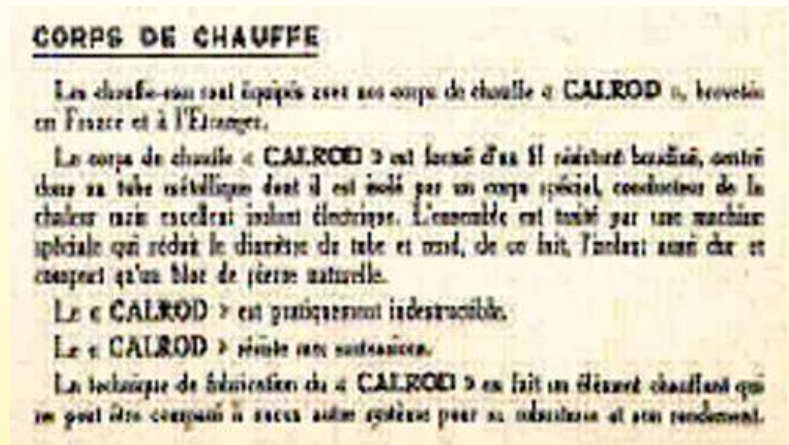 CORPS DE CHAUFFE
Les chauffe-eau sont équipés avec nos corps de chauffe « CALROD », brevetés
en France et à l'Étranger.
Le corps de chauffe « CALROD » est formé d'un fil résistant boudiné, centré
dans un tube métallique dont il est isolé par un corps spécial, conducteur de la
chaleur mais excellent isolant électrique. L'ensemble est traité par une machine
spéciale qui réduit le diamètre du tube et rend, de ce fait, l'isolant aussi dur et
compact qu'un bloc de pierre naturelle.
Le « CALROD » est pratiquement indestructible.
Le « CALROD » résiste aux
La technique de fabrication du « CALROD » en fait un élément chauffant qui
ne peut être comparé à aucun autre système pour sa robustesse et son rendement.